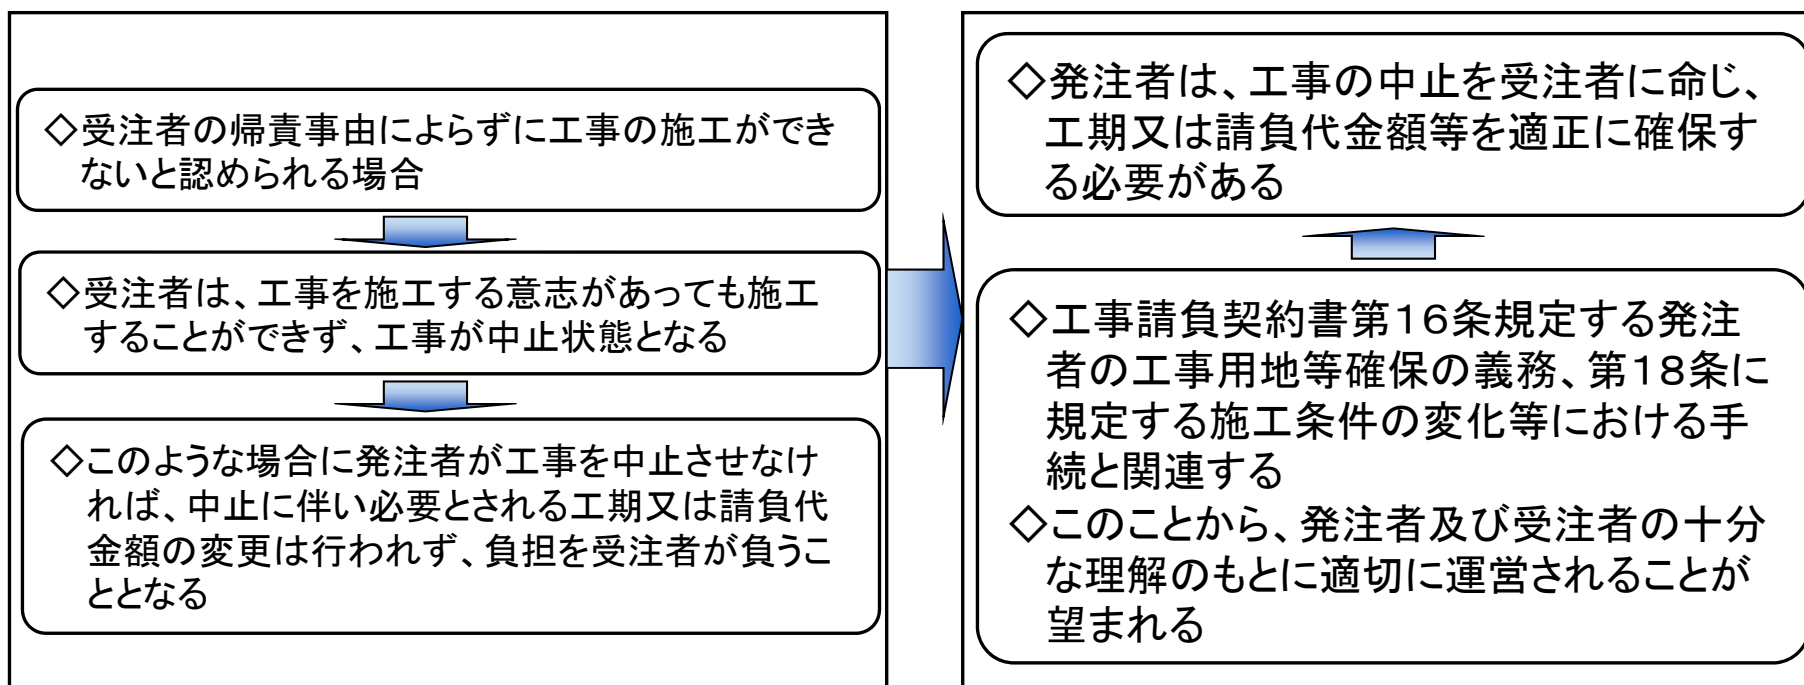 ◇受注者の帰責事由によらずに工事の施工ができ
ないと認められる場合
◇受注者は、工事を施工する意志があっても施工
することができず、工事が中止状態となる
◇このような場合に発注者が工事を中止させなけ
れば、中止に伴い必要とされる工期又は請負代
金額の変更は行われず、負担を受注者が負うこ
ととなる
◇発注者は、工事の中止を受注者に命じ、
工期又は請負代金額等を適正に確保す
る必要がある
◇工事請負契約書第16条規定する発注
者の工事用地等確保の義務、第18条に
規定する施工条件の変化等における手
続と関連する
◇このことから、発注者及び受注者の十分
な理解のもとに適切に運営されることが
望まれる